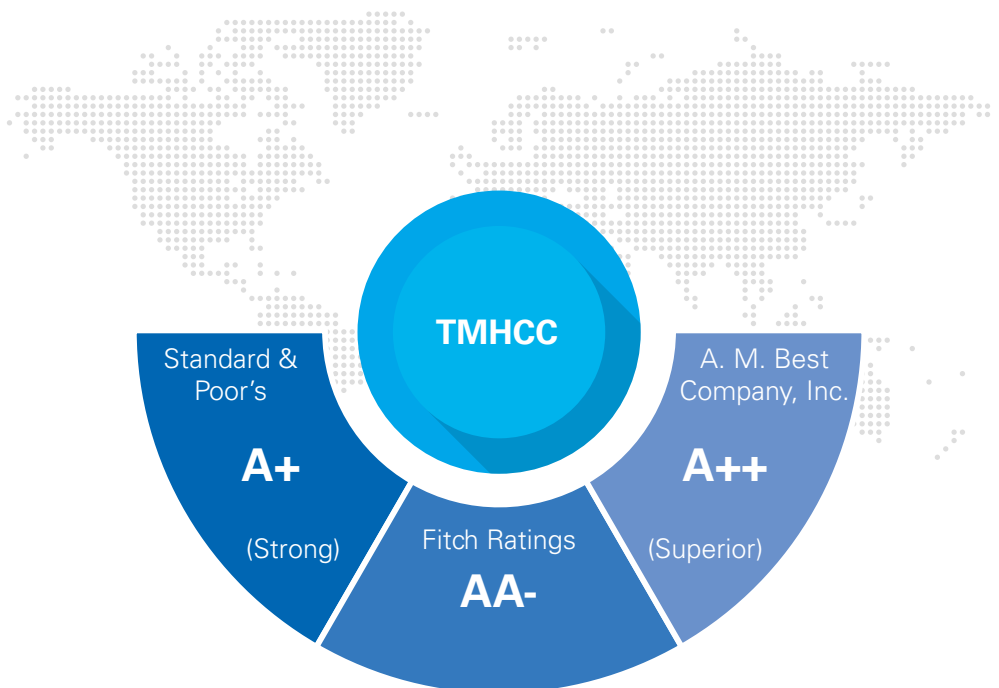 TMHCC
Standard &
Poor's
A+
(Strong)
Fitch Ratings
AA-
A. M. Best
Company, Inc.
A++
(Superior)